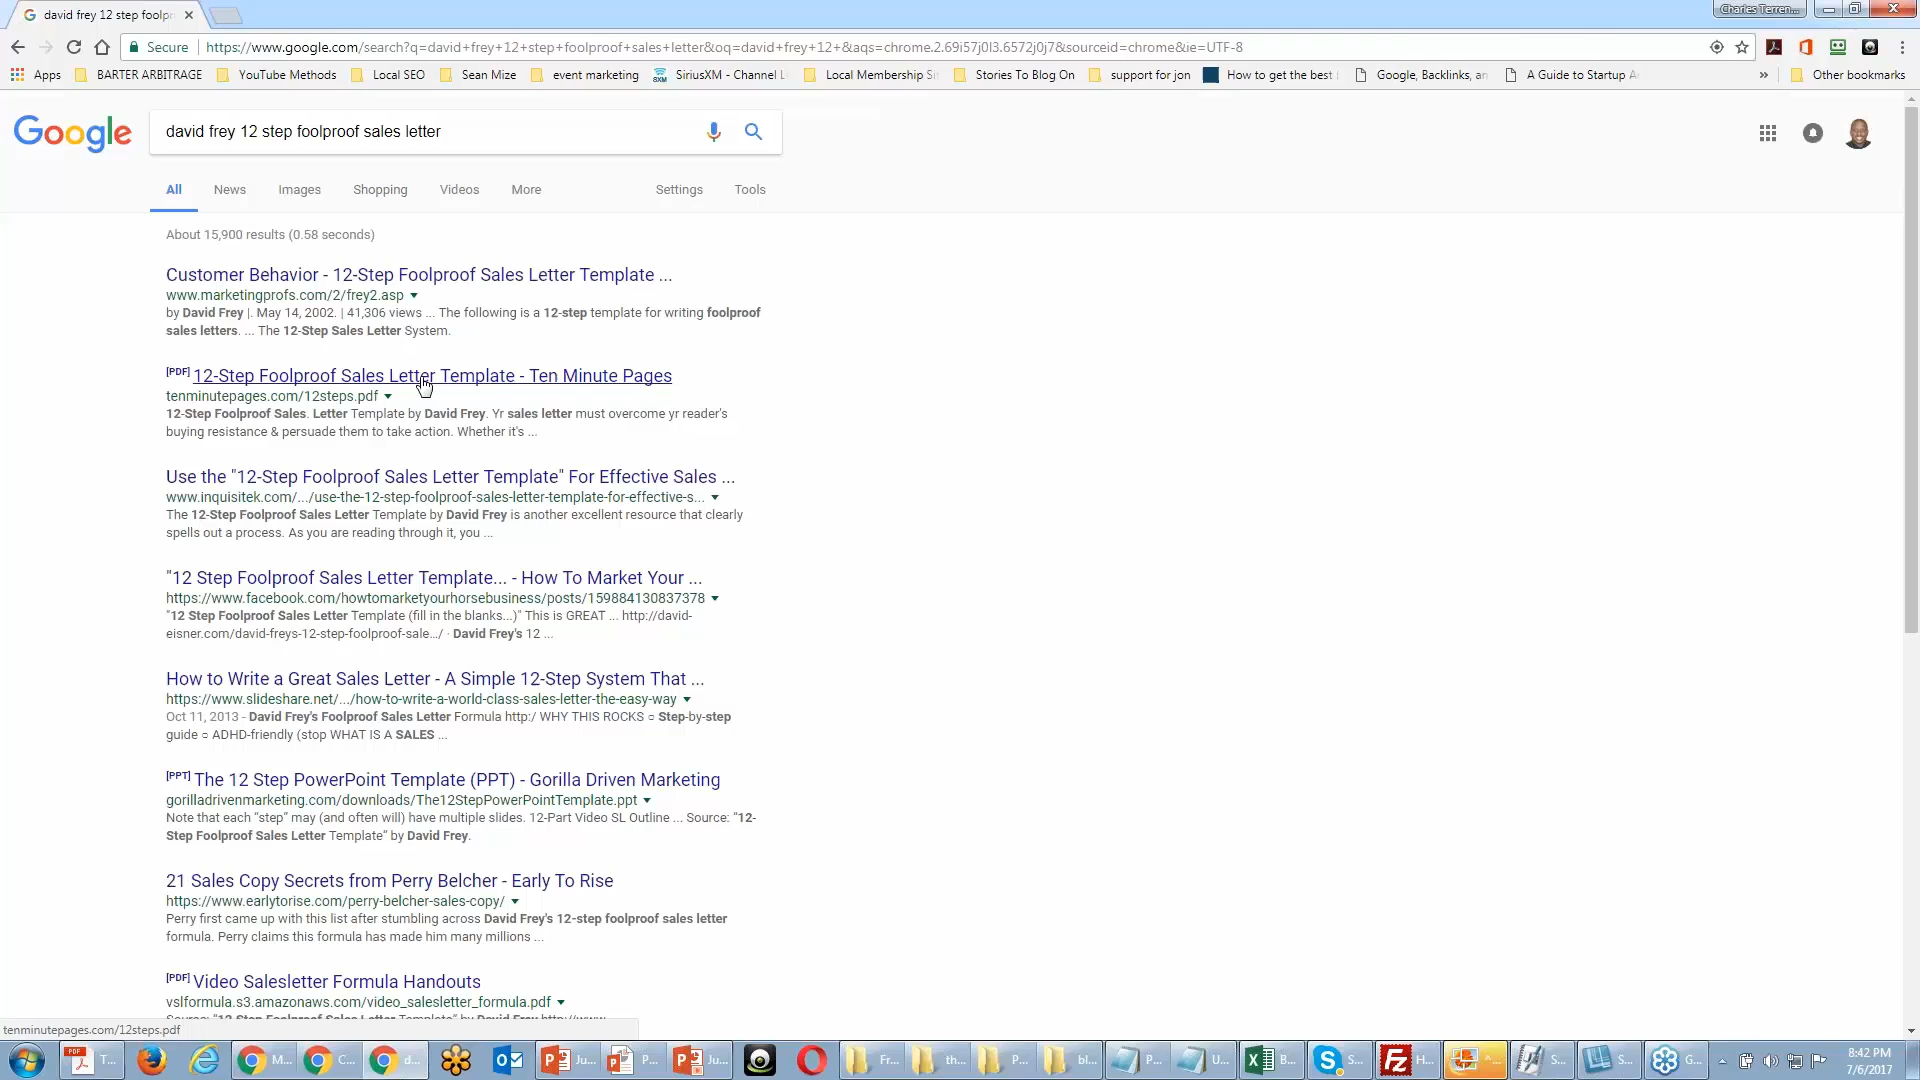 david frey 12 step foolpr
Charles Terren...
Secure https://www.google.com/search?q=david+frey+12+step+foolproof+sales+letter&oq=david+frey+12+&aqs=chrome.2.69i57j0l3.6572j0j7&sourceid=chrome&ie=UTF-8
Apps BARTER ARBITRAGE YouTube Methods Local SEO Sean Mize event marketing SiriusXM - Channel L Local Membership Si Stories To Blog On support for jon How to get the best Google, Backlinks, an A Guide to Startup A » Other bookmarks
Google david frey 12 step foolproof sales letter
All News Images Shopping Videos More Settings Tools
About 15,900 results (0.58 seconds)
Customer Behavior - 12-Step Foolproof Sales Letter Template ...
www.marketingprofs.com/2/frey2.asp
by David Frey |. May 14, 2002. | 41,306 views ... The following is a 12-step template for writing foolproof
sales letters. ... The 12-Step Sales Letter System.
[PDF] 12-Step Foolproof Sales Letter Template - Ten Minute Pages
tenminutepages.com/12steps.pdf
12-Step Foolproof Sales. Letter Template by David Frey. Yr sales letter must overcome yr reader's
buying resistance & persuade them to take action. Whether it's ...
Use the "12-Step Foolproof Sales Letter Template" For Effective Sales ...
www.inquisitek.com/.../use-the-12-step-foolproof-sales-letter-template-for-effective-s...
The 12-Step Foolproof Sales Letter Template by David Frey is another excellent resource that clearly
spells out a process. As you are reading through it, you ...
"12 Step Foolproof Sales Letter Template... - How To Market Your ...
https://www.facebook.com/howtomarketyourhorsebusiness/posts/159884130837378
"12 Step Foolproof Sales Letter Template (fill in the blanks...)" This is GREAT ... http://david-
eisner.com/david-freys-12-step-foolproof-sale.../ · David Frey's 12 ...
How to Write a Great Sales Letter - A Simple 12-Step System That ...
https://www.slideshare.net/.../how-to-write-a-world-class-sales-letter-the-easy-way
Oct 11, 2013 - David Frey's Foolproof Sales Letter Formula http:/ WHY THIS ROCKS ○ Step-by-step
guide ○ ADHD-friendly (stop WHAT IS A SALES ...
[PPT] The 12 Step PowerPoint Template (PPT) - Gorilla Driven Marketing
gorilladrivenmarketing.com/downloads/The12StepPowerPointTemplate.ppt
Note that each “step” may (and often will) have multiple slides. 12-Part Video SL Outline ... Source: “12-
Step Foolproof Sales Letter Template” by David Frey.
21 Sales Copy Secrets from Perry Belcher - Early To Rise
https://www.earlytorise.com/perry-belcher-sales-copy/
Perry first came up with this list after stumbling across David Frey's 12-step foolproof sales letter
formula. Perry claims this formula has made him many millions ...
[PDF] Video Salesletter Formula Handouts
vslformula.s3.amazonaws.com/video_salesletter_formula.pdf
Source: "12 Step Foolproof Sales Letter Template" by David Frey http://www.
tenminutepages.com/12steps.pdf
T... M... C... d... Ju... P... Ju... Fr... th... P... bl... P... U... B... S... H... ^... S... S... G... 8:42 PM
7/6/2017